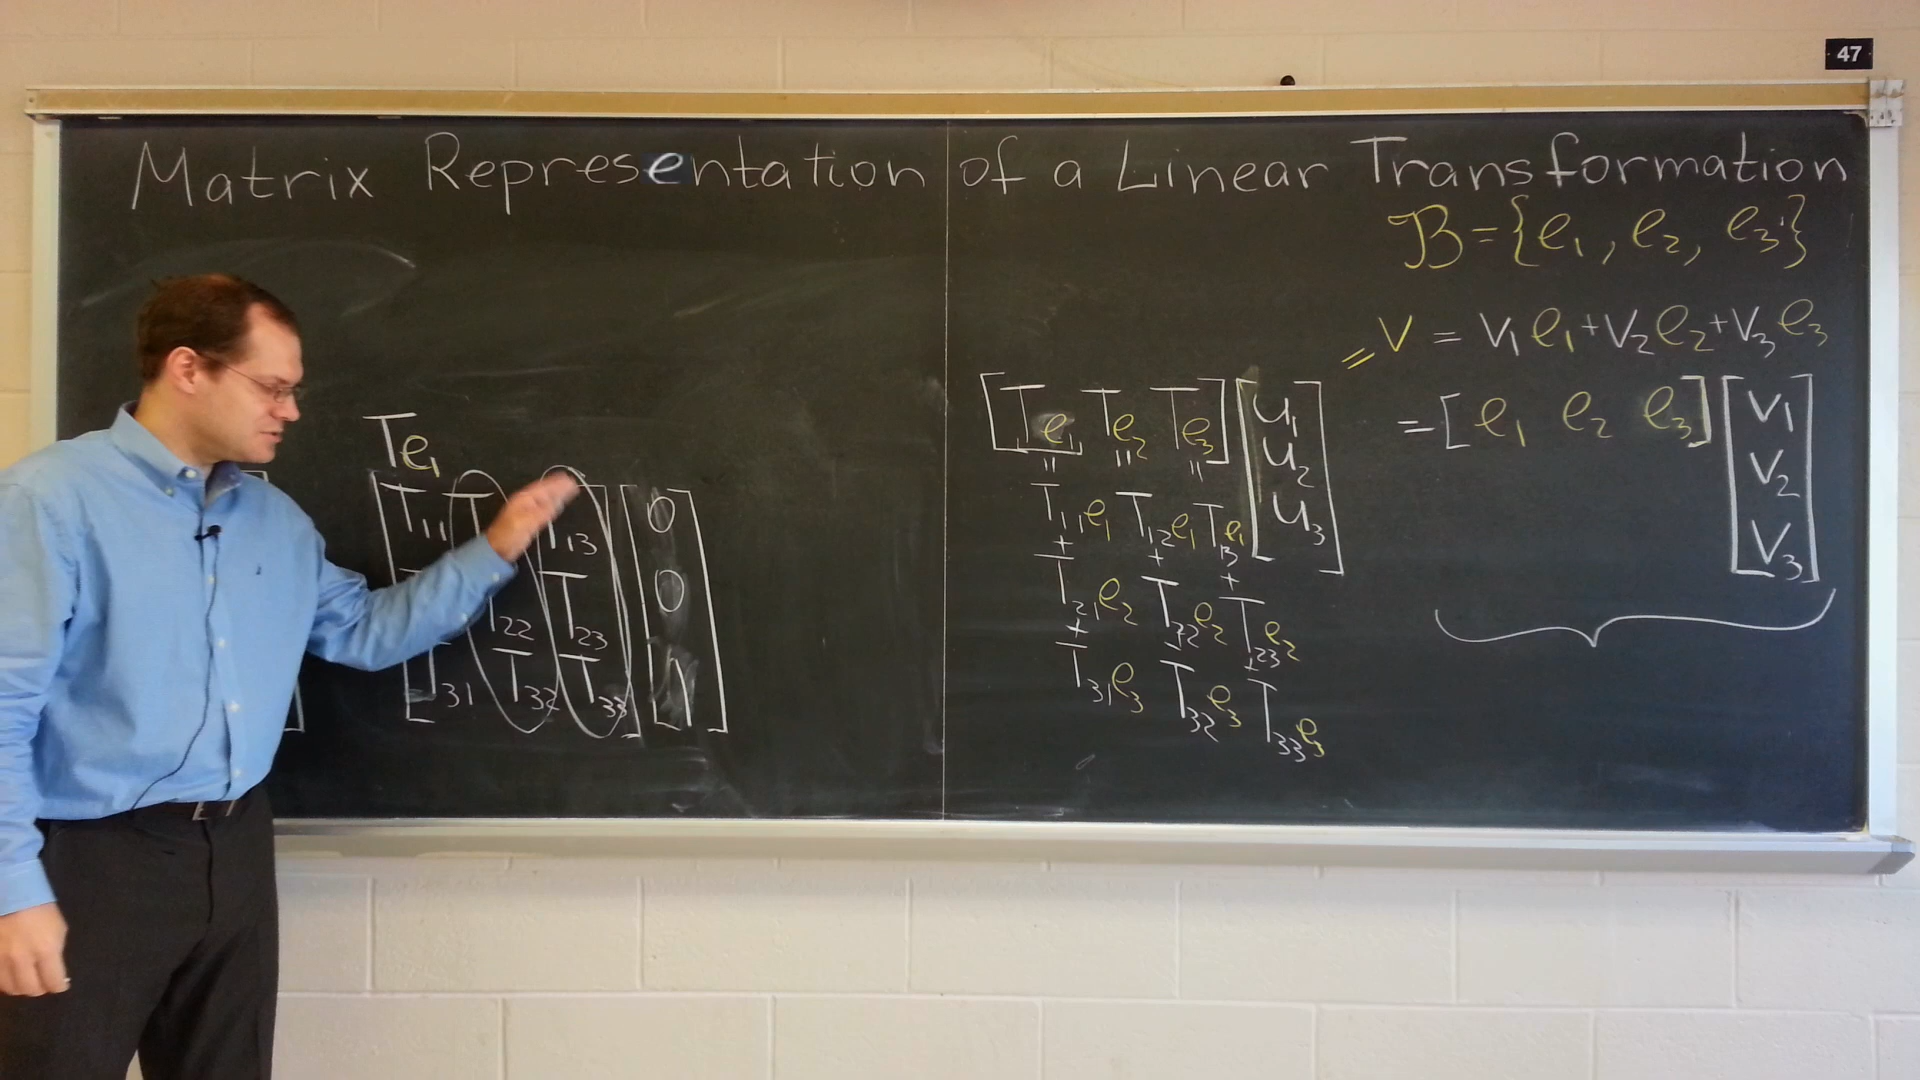 47
Matrix Representation of a Linear Transformation
B={e₁, e₂, e₃}
= V = V₁e₁+V₂e₂+V₃e₃
[Te₁ Te₂ Te₃] [u₁ u₂ u₃]
= [e₁ e₂ e₃] [V₁ V₂ V₃]
= = =
T₁₁e₁ T₁₂e₁ T₁₃e₁
+ + +
T₂₁e₂ T₂₂e₂ T₂₃e₂
+ + +
T₃₁e₃ T₃₂e₃ T₃₃e₃
Te₁
T₁₁ T T₁₃ 0
T T₂₂ T₂₃ 0
T₃₁ T₃₂ T₃₃ 1